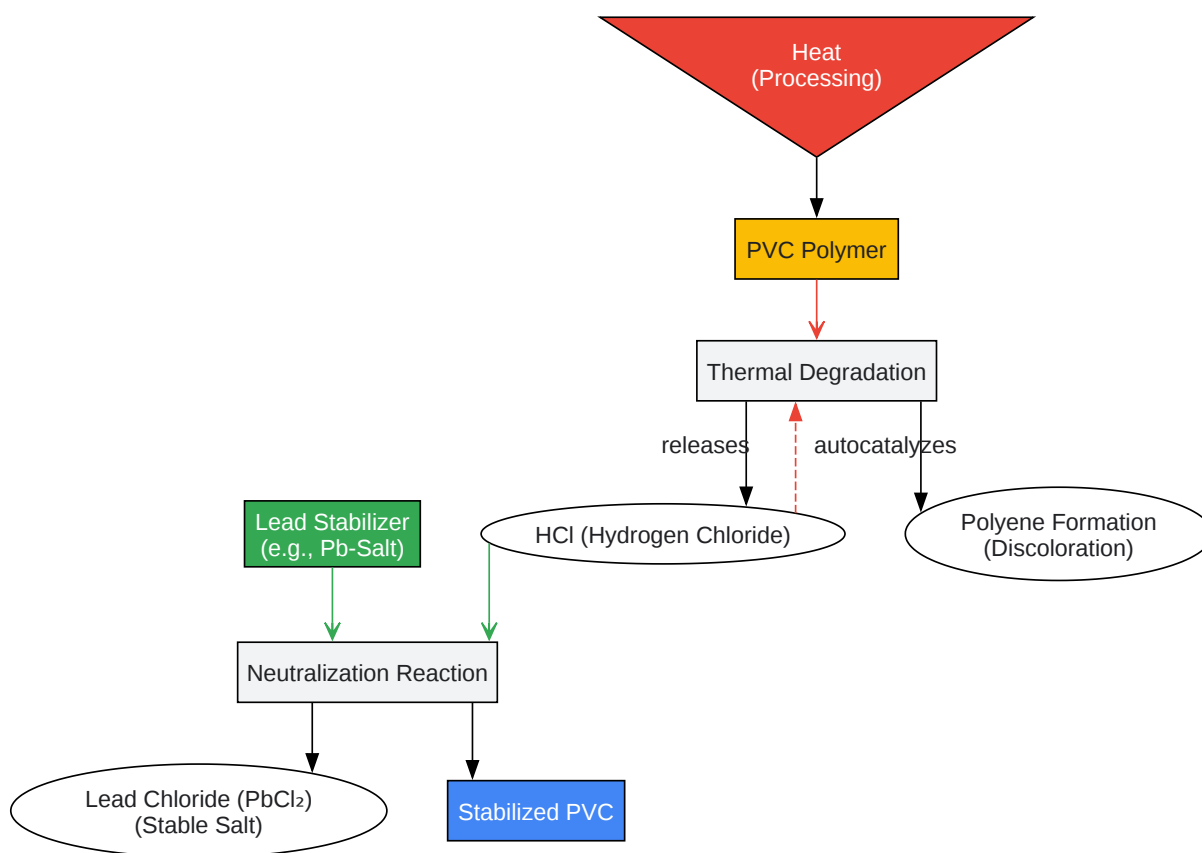 Heat
(Processing)
PVC Polymer
Thermal Degradation
releases
autocatalyzes
Lead Stabilizer
(e.g., Pb-Salt)
HCl (Hydrogen Chloride)
Polyene Formation
(Discoloration)
Neutralization Reaction
Lead Chloride (PbCl₂)
(Stable Salt)
Stabilized PVC